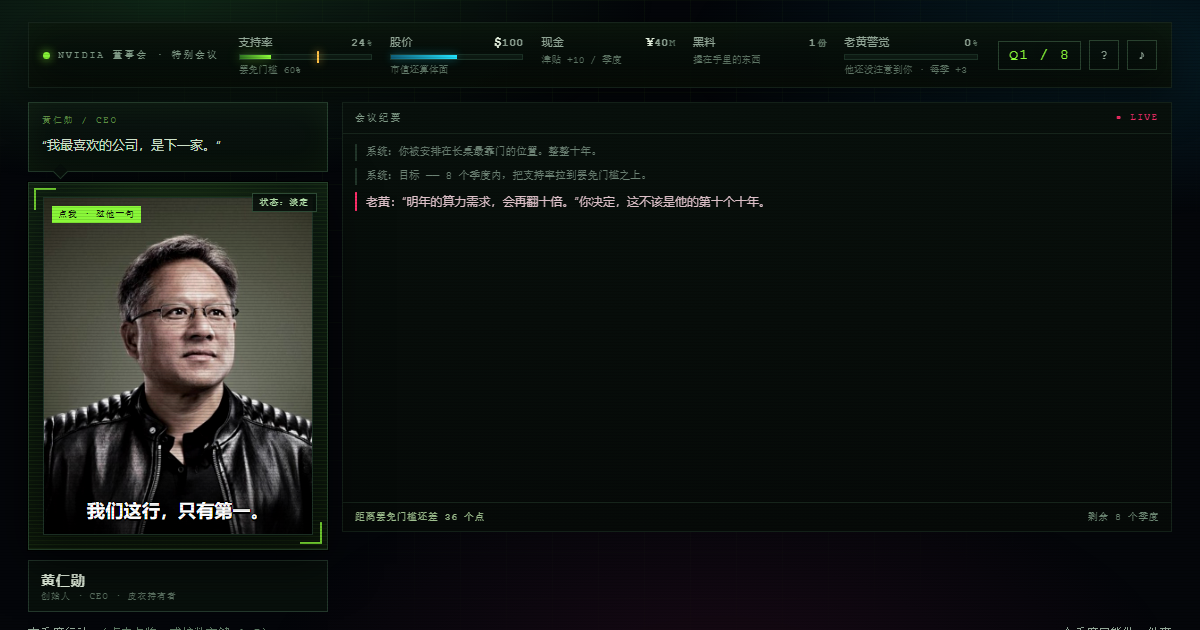 NVIDIA 董事会 · 特别会议
支持率 24%
罢免门槛 60%
股价 $100
市值还算体面
现金 ¥40M
津贴 +10 / 季度
黑料 1份
攥在手里的东西
老黄警觉 0%
他还没注意到你 · 每季 +3
Q1 / 8
?
♪
黄仁勋 / CEO
“我最喜欢的公司，是下一家。”
状态: 淡定
点我 · 怼他一句
我们这行，只有第一。
黄仁勋
创始人 · CEO · 皮衣持有者
会议纪要
● LIVE
系统: 你被安排在长桌最靠门的位置。整整十年。
系统: 目标 —— 8 个季度内，把支持率拉到罢免门槛之上。
老黄: “明年的算力需求，会再翻十倍。”你决定，这不该是他的第十个十年。
距离罢免门槛还差 36 个点
剩余 8 个季度